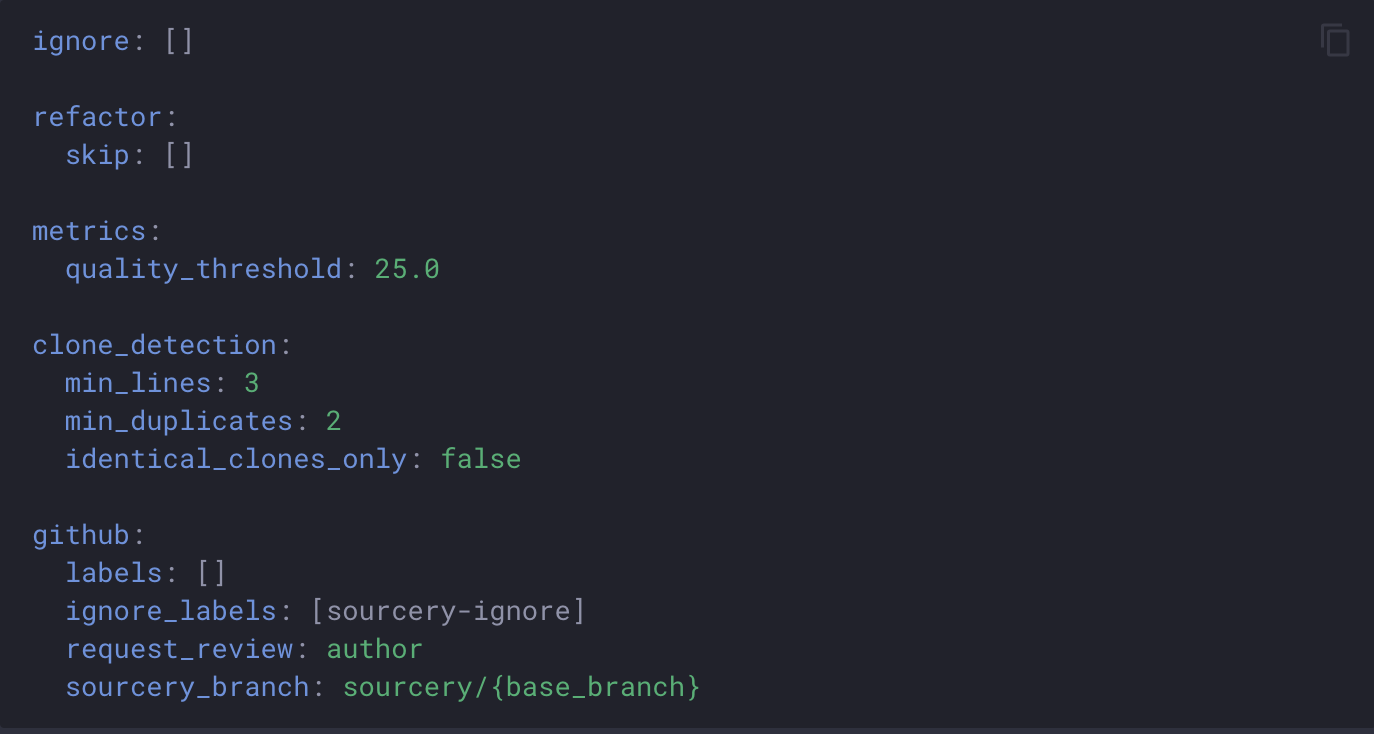 ignore: []
refactor:
  skip: []
metrics:
  quality_threshold: 25.0
clone_detection:
  min_lines: 3
  min_duplicates: 2
  identical_clones_only: false
github:
  labels: []
  ignore_labels: [sourcery-ignore]
  request_review: author
  sourcery_branch: sourcery/{base_branch}